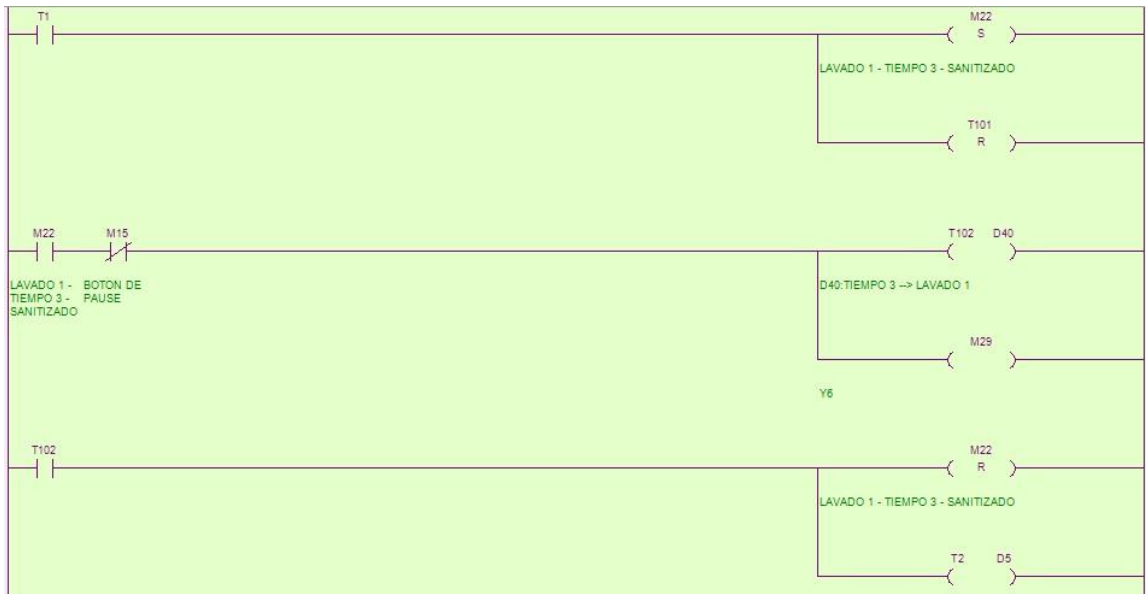 T1
M22
S
LAVADO 1 - TIEMPO 3 - SANITIZADO
T101
R
M22 M15
T102 D40
LAVADO 1 - BOTON DE
TIEMPO 3 - PAUSE
SANITIZADO
D40:TIEMPO 3 --> LAVADO 1
M29
Y6
T102
M22
R
LAVADO 1 - TIEMPO 3 - SANITIZADO
T2 D5